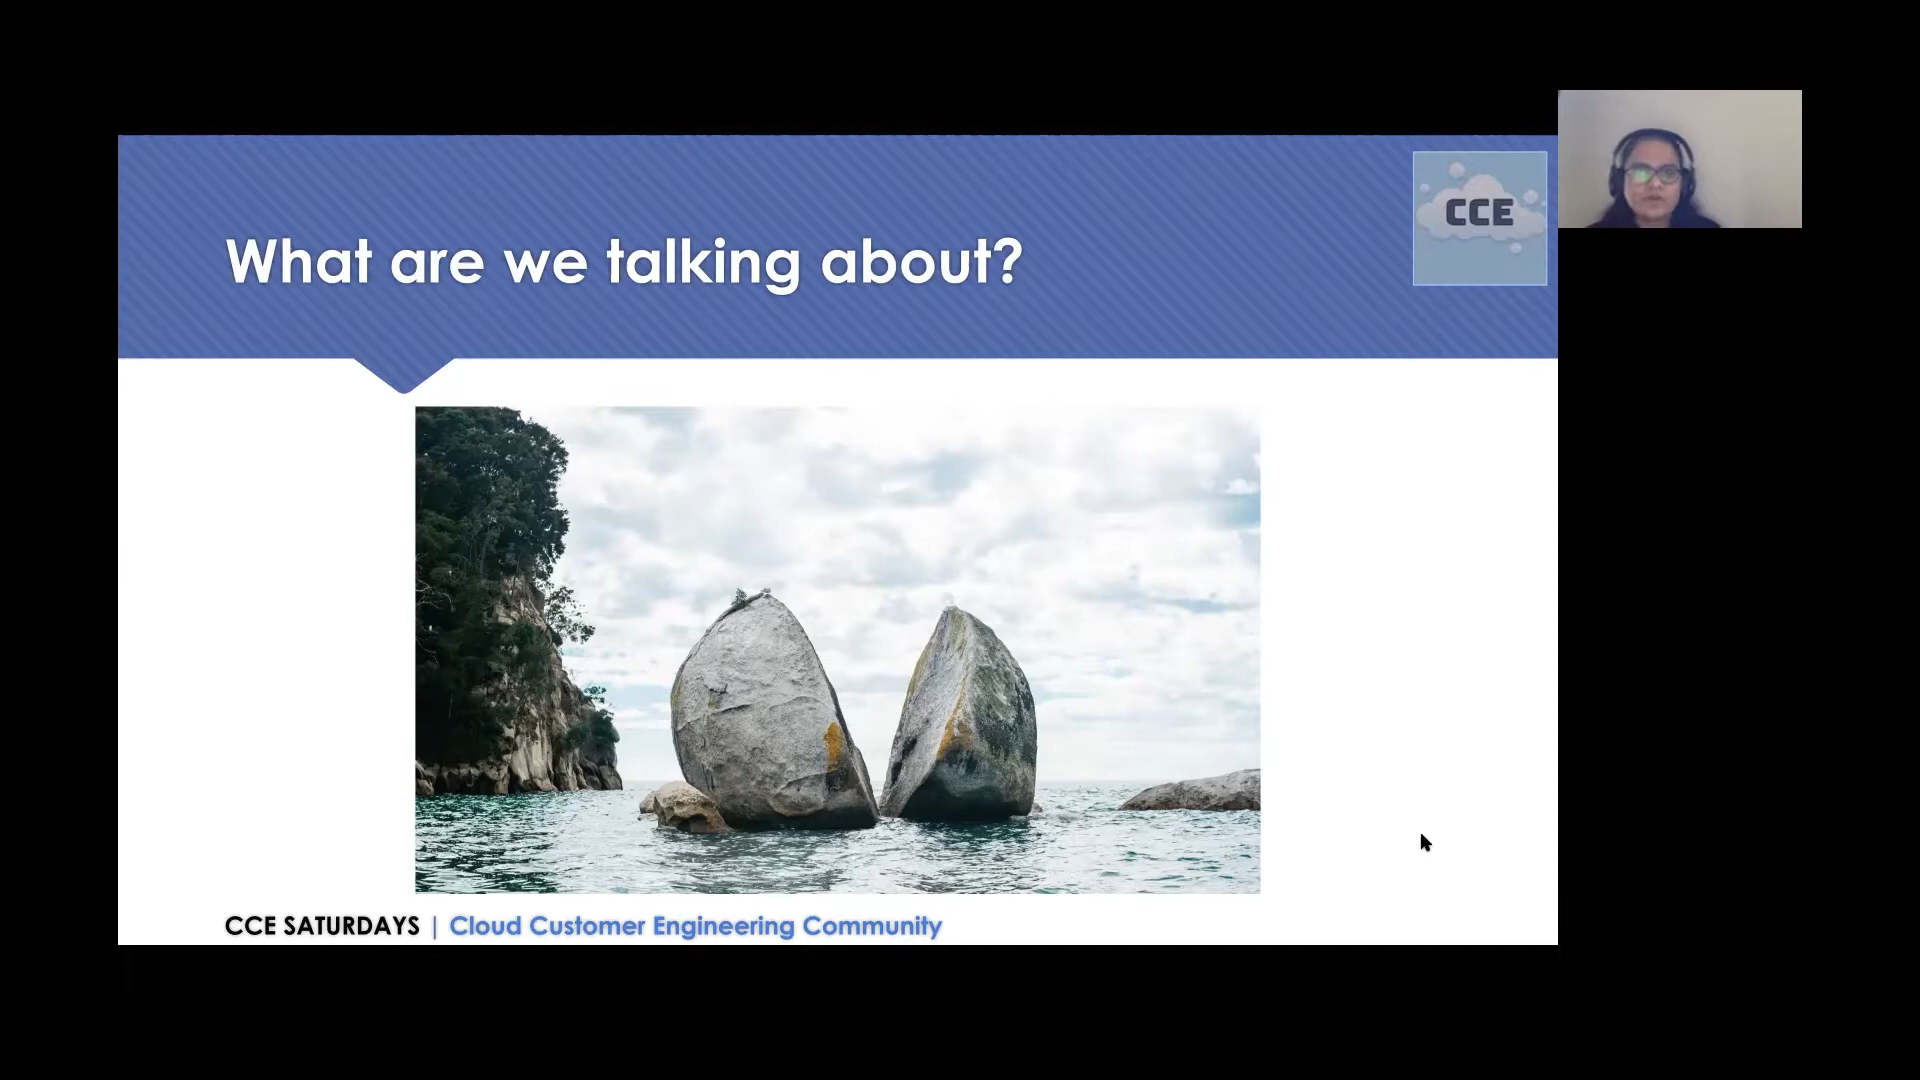 What are we talking about?
CCE
CCE SATURDAYS | Cloud Customer Engineering Community